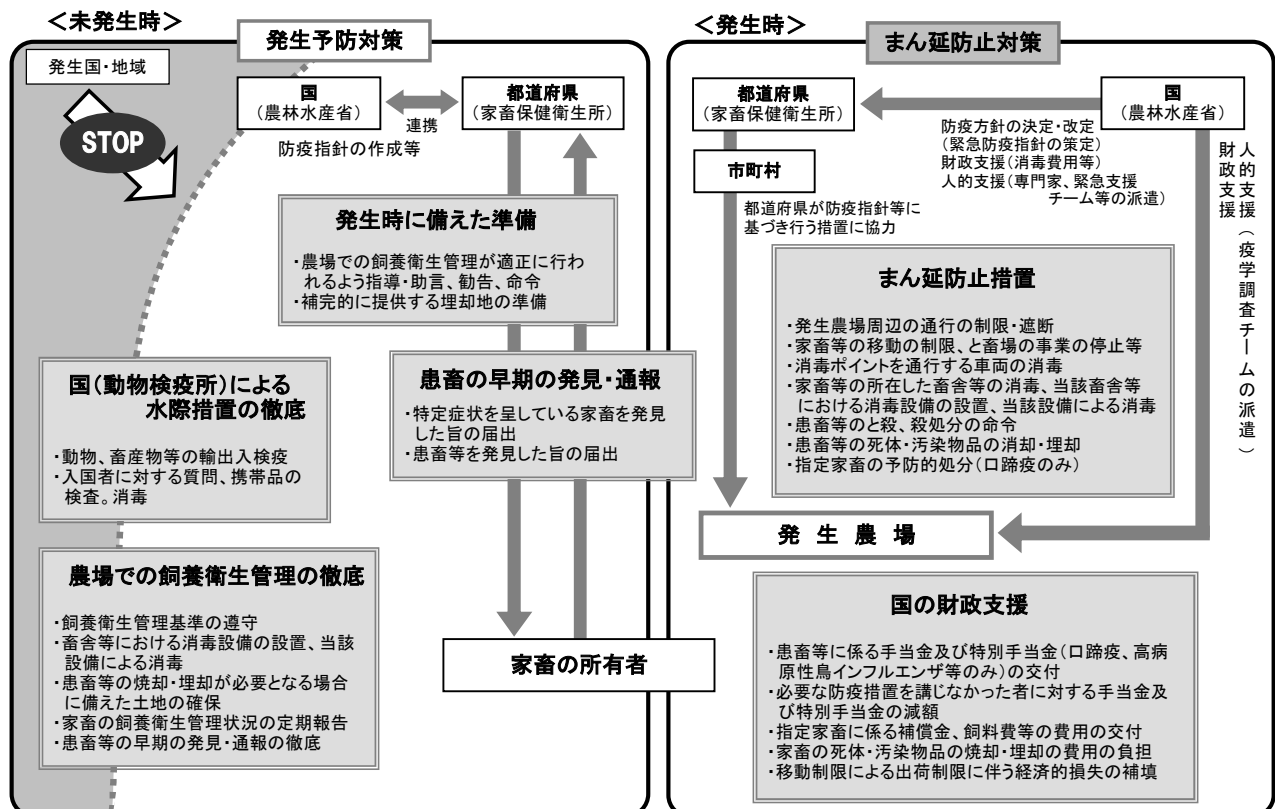 ＜未発生時＞
発生予防対策
発生国・地域
STOP
国
（農林水産省）
連携
都道府県
（家畜保健衛生所）
防疫指針の作成等
発生時に備えた準備
・農場での飼養衛生管理が適正に行わ
れるよう指導・助言、勧告、命令
・補完的に提供する埋却地の準備
国（動物検疫所）による
水際措置の徹底
・動物、畜産物等の輸出入検疫
・入国者に対する質問、携帯品の
検査。消毒
患畜の早期の発見・通報
・特定症状を呈している家畜を発見
した旨の届出
・患畜等を発見した旨の届出
農場での飼養衛生管理の徹底
・飼養衛生管理基準の遵守
・畜舎等における消毒設備の設置、当該
設備による消毒
・患畜等の焼却・埋却が必要となる場合
に備えた土地の確保
・家畜の飼養衛生管理状況の定期報告
・患畜等の早期の発見・通報の徹底
家畜の所有者
＜発生時＞
まん延防止対策
都道府県
（家畜保健衛生所）
国
（農林水産省）
防疫方針の決定・改定
（緊急防疫指針の策定）
財政支援（消毒費用等）
人的支援（専門家、緊急支援
チーム等の派遣）
人的支援（疫学調査チームの派遣）
財政支援
市町村
都道府県が防疫指針等に
基づき行う措置に協力
まん延防止措置
・発生農場周辺の通行の制限・遮断
・家畜等の移動の制限、と畜場の事業の停止等
・消毒ポイントを通行する車両の消毒
・家畜等の所在した畜舎等の消毒、当該畜舎等
における消毒設備の設置、当該設備による消毒
・患畜等のと殺、殺処分の命令
・患畜等の死体・汚染物品の消却・埋却
・指定家畜の予防的処分（口蹄疫のみ）
発生農場
国の財政支援
・患畜等に係る手当金及び特別手当金（口蹄疫、高病
原性鳥インフルエンザ等のみ）の交付
・必要な防疫措置を講じなかった者に対する手当金及
び特別手当金の減額
・指定家畜に係る補償金、飼料費等の費用の交付
・家畜の死体・汚染物品の焼却・埋却の費用の負担
・移動制限による出荷制限に伴う経済的損失の補填